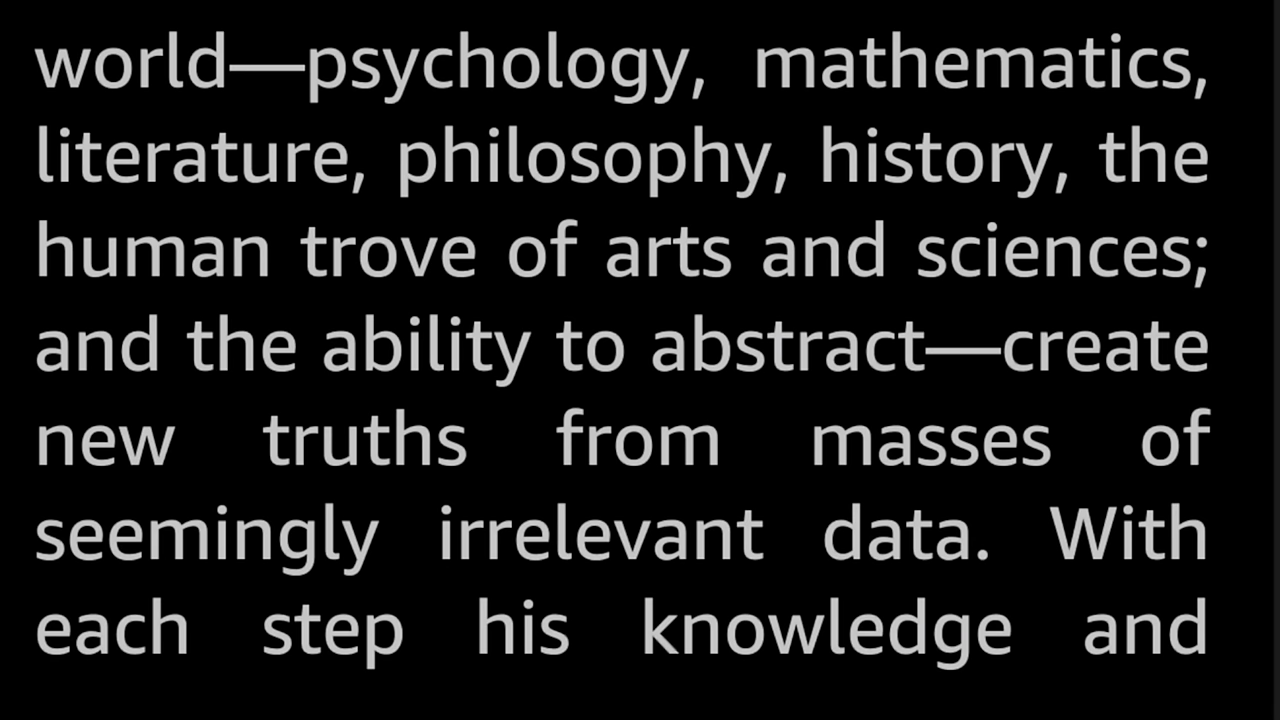 world—psychology, mathematics,
literature, philosophy, history, the
human trove of arts and sciences;
and the ability to abstract—create
new truths from masses of
seemingly irrelevant data. With
each step his knowledge and